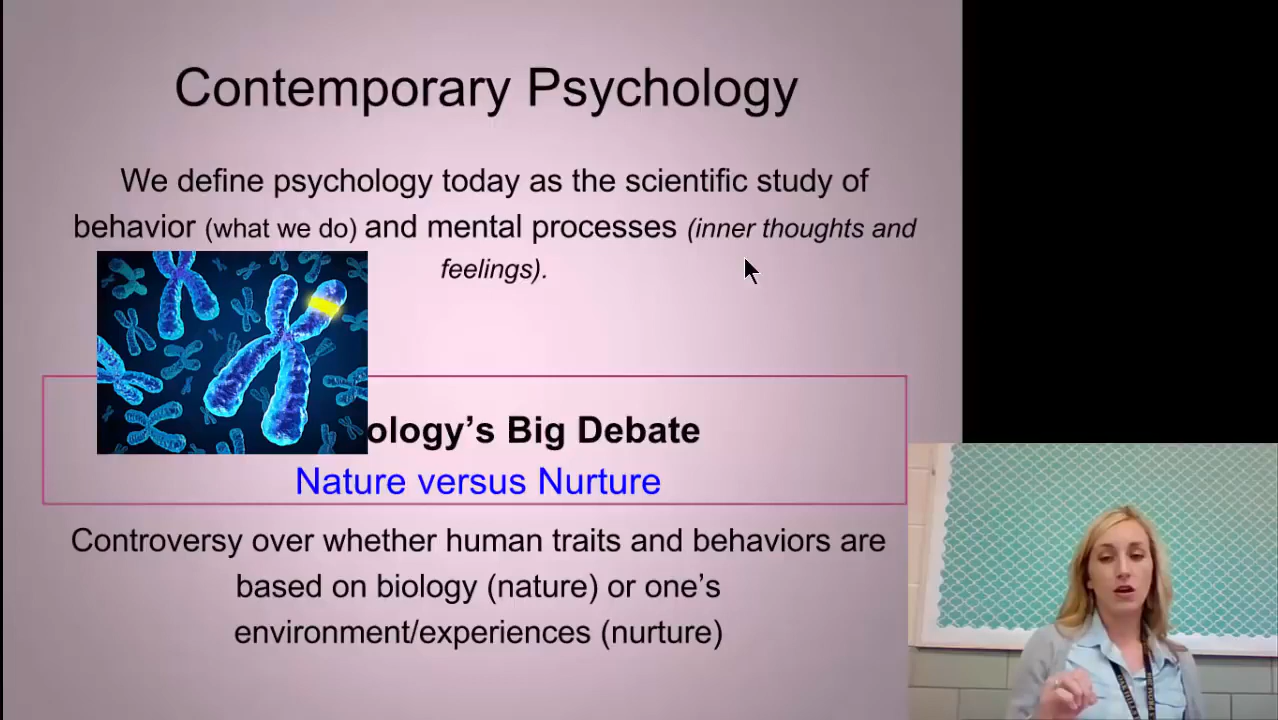 Contemporary Psychology
We define psychology today as the scientific study of
behavior (what we do) and mental processes (inner thoughts and
feelings).
ology’s Big Debate
Nature versus Nurture
Controversy over whether human traits and behaviors are
based on biology (nature) or one’s
environment/experiences (nurture)